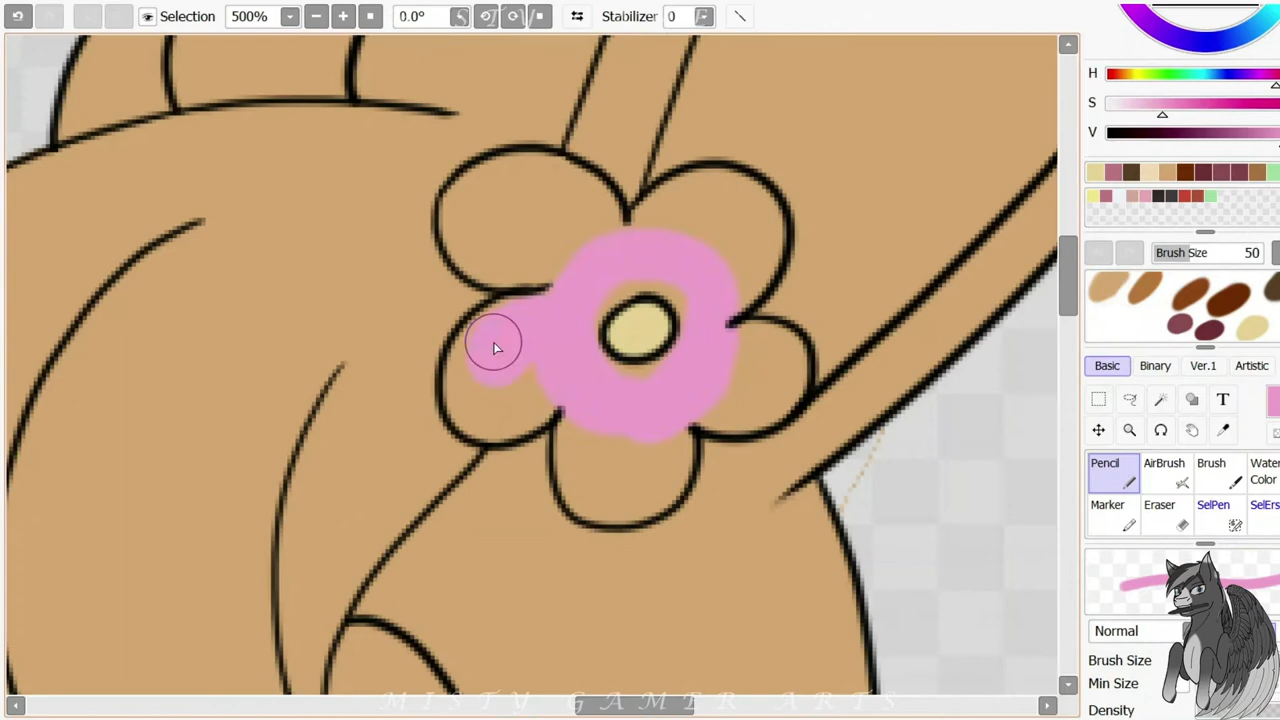 Selection 500% 0.0° Stabilizer 0
S T V E
H
S
V
Brush Size 50
Basic Binary Ver.1 Artistic
T
Pencil AirBrush Brush Water Color
Marker Eraser SelPen SelErs
Normal
Brush Size
Min Size
Density
MISTY GAMER ARTS